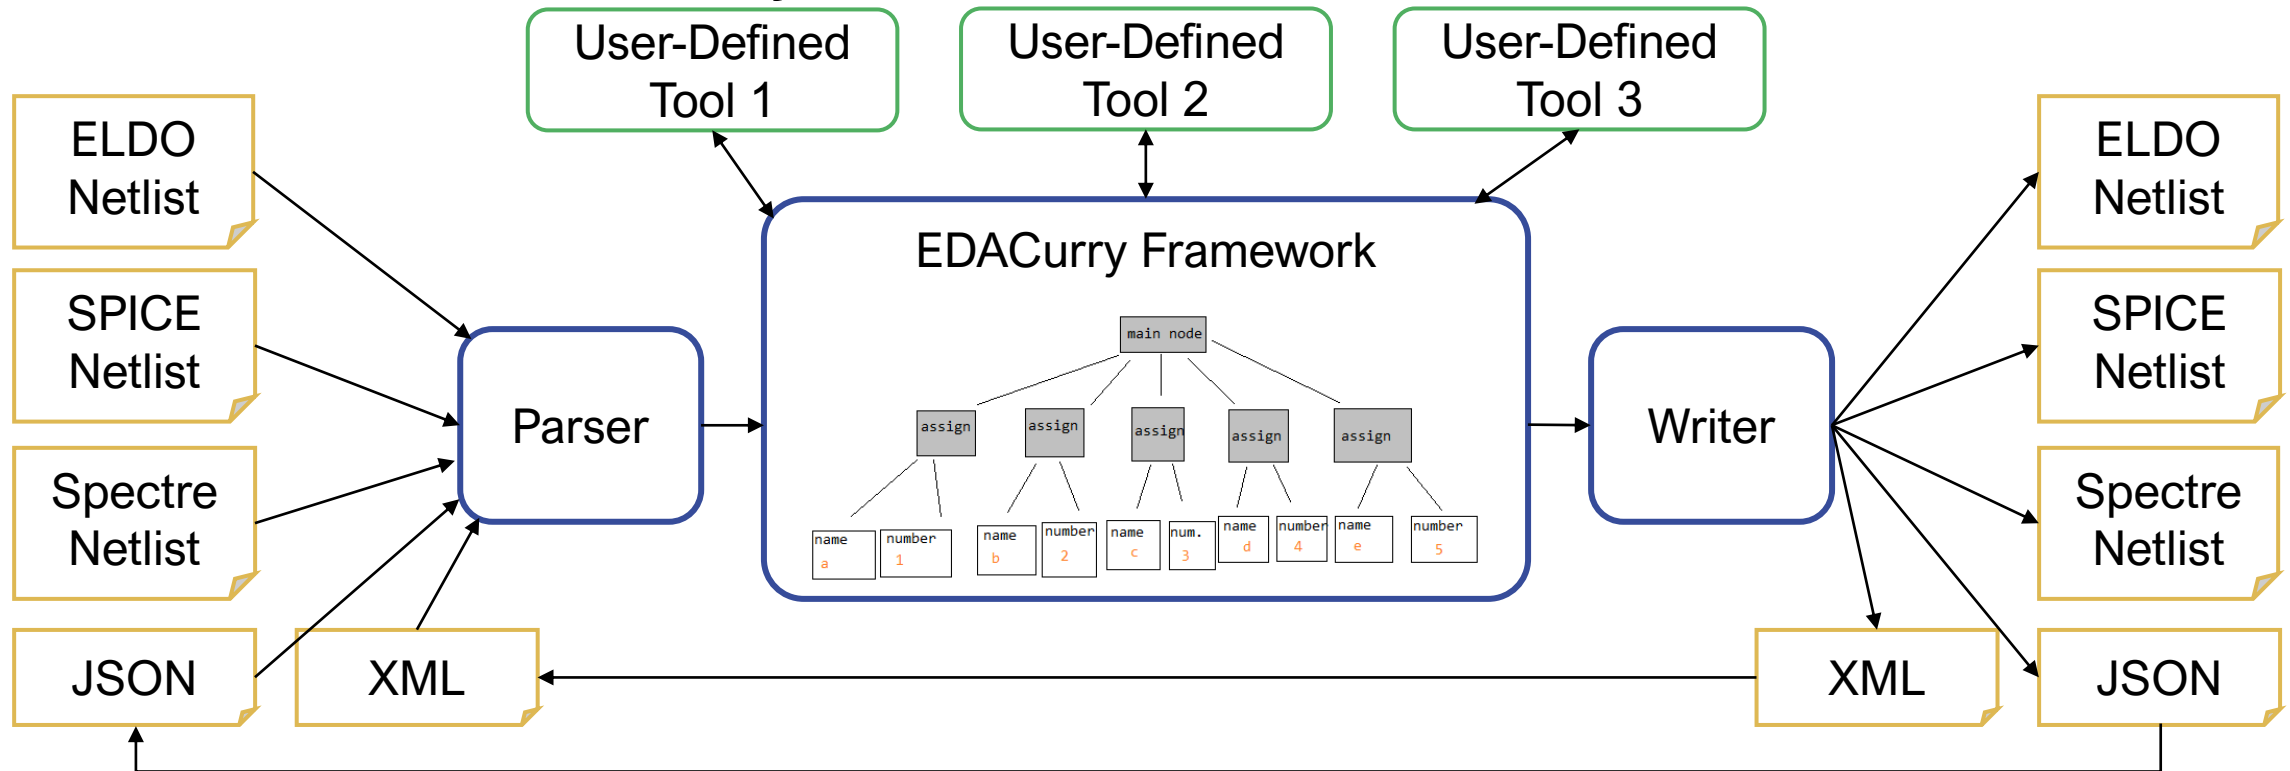 User-Defined
Tool 1
User-Defined
Tool 2
User-Defined
Tool 3
ELDO
Netlist
SPICE
Netlist
Spectre
Netlist
JSON
XML
Parser
EDACurry Framework
main node
assign
assign
assign
assign
assign
name
a
number
1
name
b
number
2
name
c
num.
3
name
d
number
4
name
e
number
5
Writer
ELDO
Netlist
SPICE
Netlist
Spectre
Netlist
XML
JSON